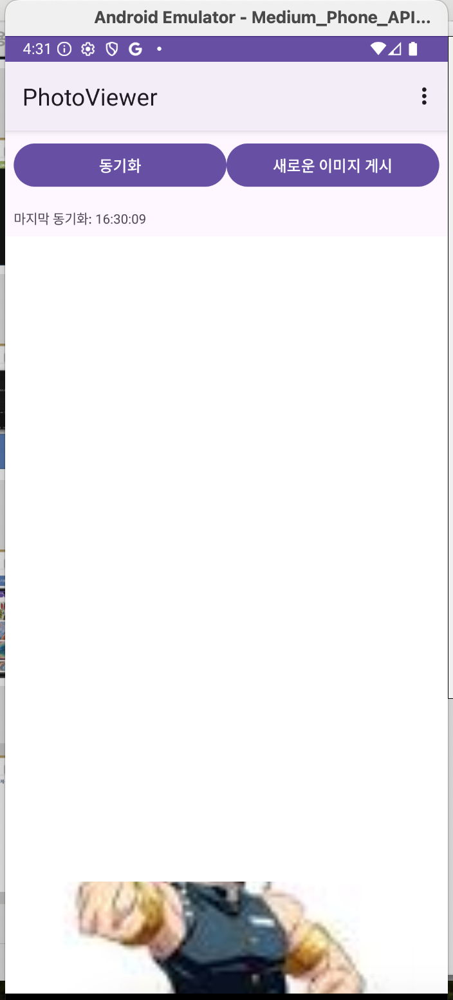 Android Emulator - Medium_Phone_API...
4:31
PhotoViewer
동기화
새로운 이미지 게시
마지막 동기화: 16:30:09